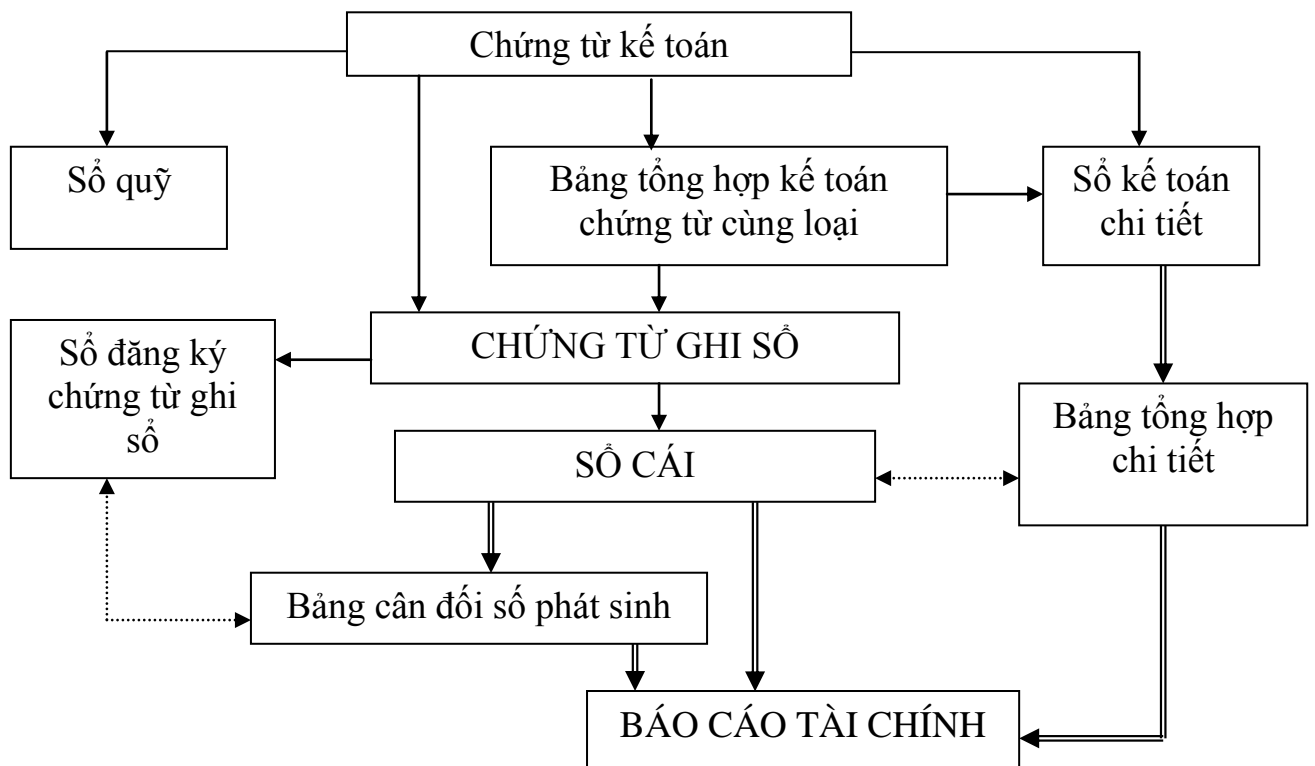 Chứng từ kế toán
Sổ quỹ
Bảng tổng hợp kế toán
chứng từ cùng loại
Sổ kế toán
chi tiết
Sổ đăng ký
chứng từ ghi
sổ
CHỨNG TỪ GHI SỔ
Bảng tổng hợp
chi tiết
SỔ CÁI
Bảng cân đối số phát sinh
BÁO CÁO TÀI CHÍNH